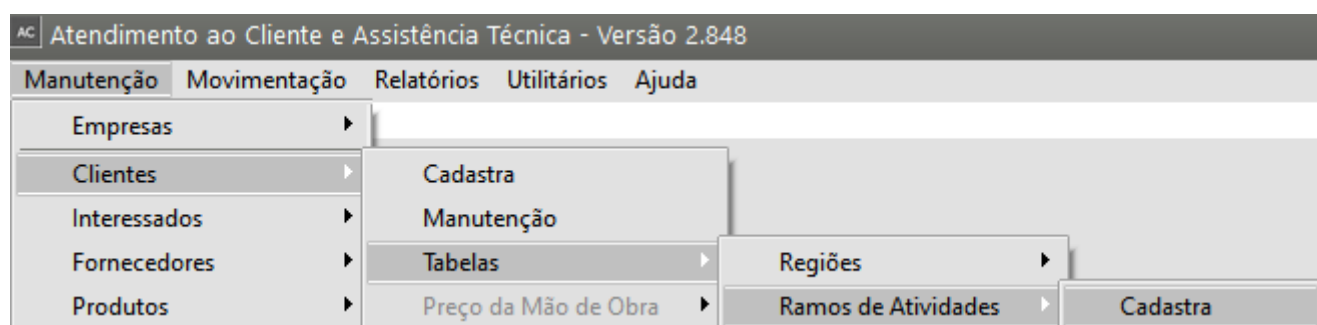 AC Atendimento ao Cliente e Assistência Técnica - Versão 2.848
Manutenção Movimentação Relatórios Utilitários Ajuda
Empresas
Clientes Cadastra
Interessados Manutenção
Fornecedores Tabelas Regiões
Produtos Preço da Mão de Obra Ramos de Atividades Cadastra